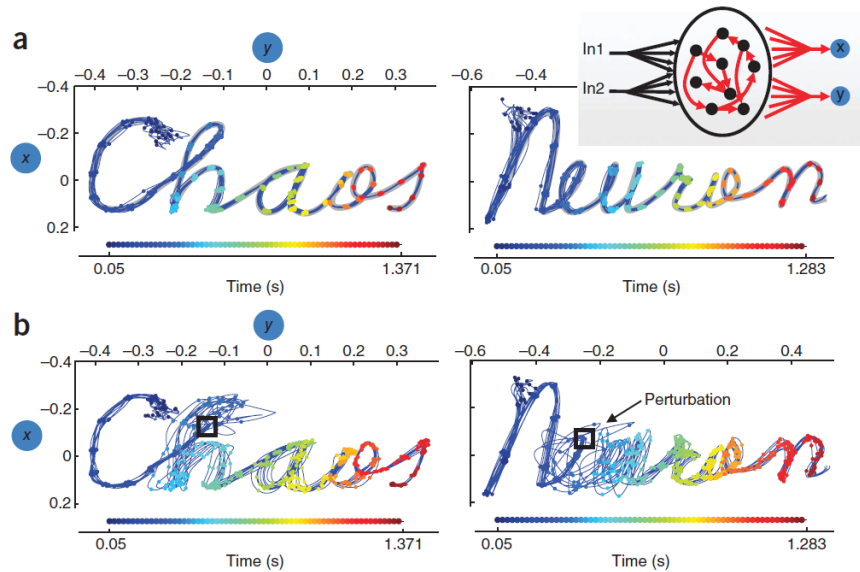 a
y
−0.4 −0.3 −0.2 −0.1 0 0.1 0.2 0.3
−0.6 −0.4
In1
In2
x
y
−0.4
−0.2
x
0
0.2
Chaos
Neuron
0.05 1.371
Time (s)
0.05 1.283
Time (s)
b
y
−0.4 −0.3 −0.2 −0.1 0 0.1 0.2 0.3
−0.6 −0.4 −0.2 0 0.2 0.4
−0.4
−0.2
x
0
0.2
Perturbation
Chaos
Neuron
0.05 1.371
Time (s)
0.05 1.283
Time (s)